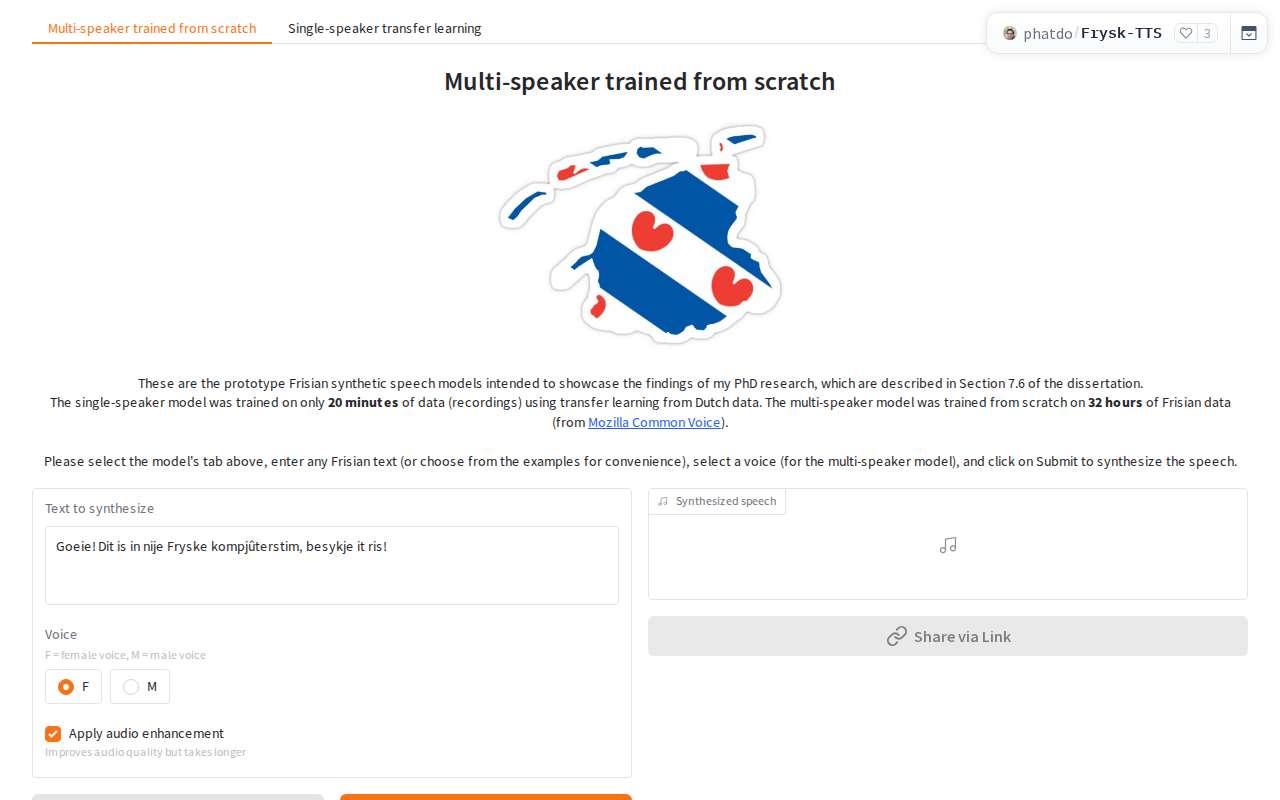 Multi-speaker trained from scratch
Single-speaker transfer learning
phatdo/Frysk-TTS
3
Multi-speaker trained from scratch
These are the prototype Frisian synthetic speech models intended to showcase the findings of my PhD research, which are described in Section 7.6 of the dissertation.
The single-speaker model was trained on only 20 minutes of data (recordings) using transfer learning from Dutch data. The multi-speaker model was trained from scratch on 32 hours of Frisian data
(from Mozilla Common Voice).
Please select the model's tab above, enter any Frisian text (or choose from the examples for convenience), select a voice (for the multi-speaker model), and click on Submit to synthesize the speech.
Text to synthesize
Goeie! Dit is in nije Fryske kompjûterstim, besykje it ris!
Voice
F = female voice, M = male voice
F
M
Apply audio enhancement
Improves audio quality but takes longer
Synthesized speech
Share via Link